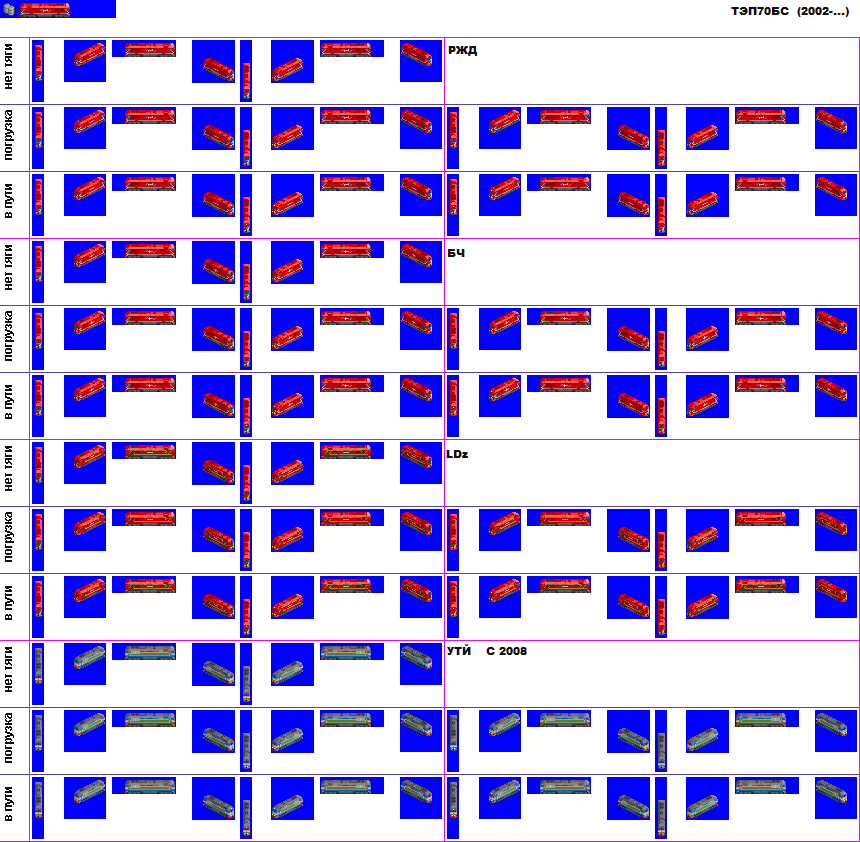 ТЭП70БС (2002-...)
нет тяги
РЖД
погрузка
в пути
нет тяги
БЧ
погрузка
в пути
нет тяги
LDz
погрузка
в пути
нет тяги
УТЙ С 2008
погрузка
в пути